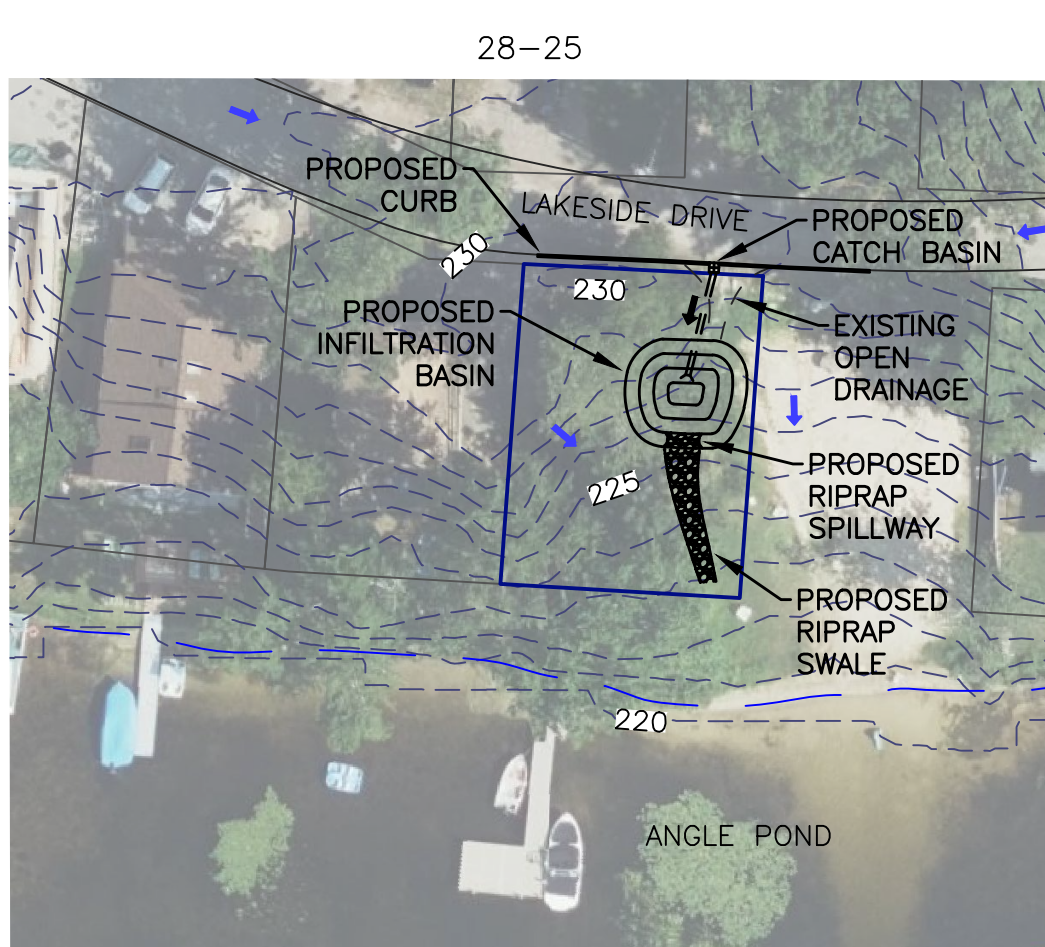 28-25
PROPOSED
CURB
LAKESIDE DRIVE
PROPOSED
CATCH BASIN
230
230
PROPOSED
INFILTRATION
BASIN
EXISTING
OPEN
DRAINAGE
225
PROPOSED
RIPRAP
SPILLWAY
PROPOSED
RIPRAP
SWALE
220
ANGLE POND